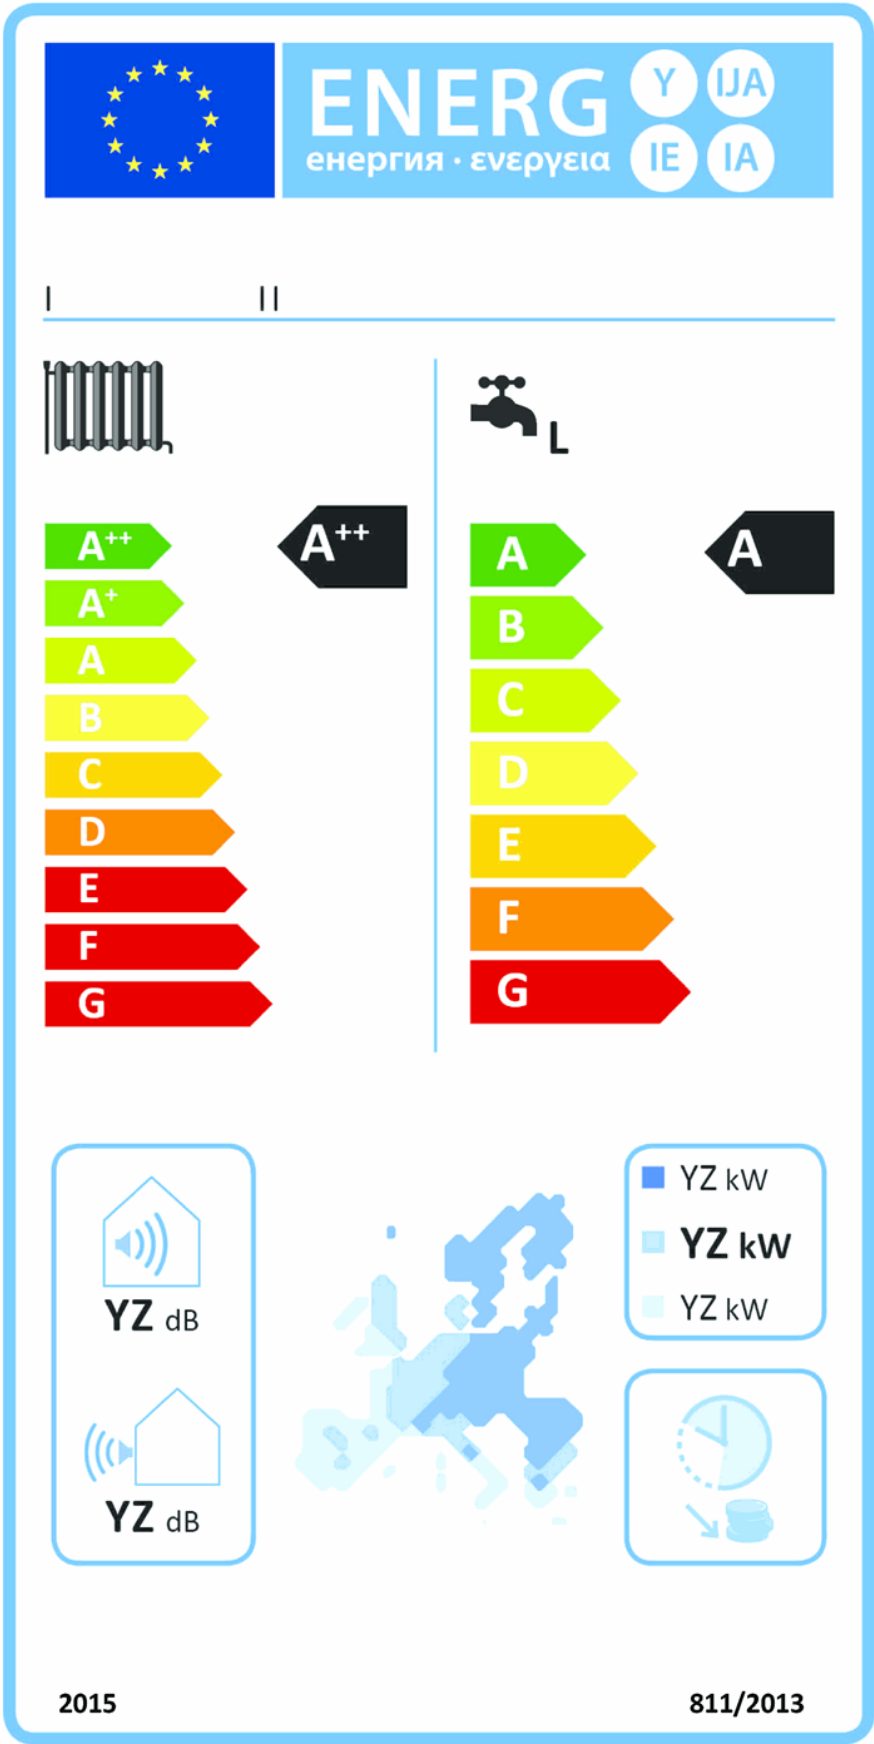 ENERG Y IJA
енергия · ενεργεια IE IA
I II
L
A++
A+
A
B
C
D
E
F
G
A++
A
B
C
D
E
F
G
A
YZ dB
YZ dB
YZ kW
YZ kW
YZ kW
2015 811/2013